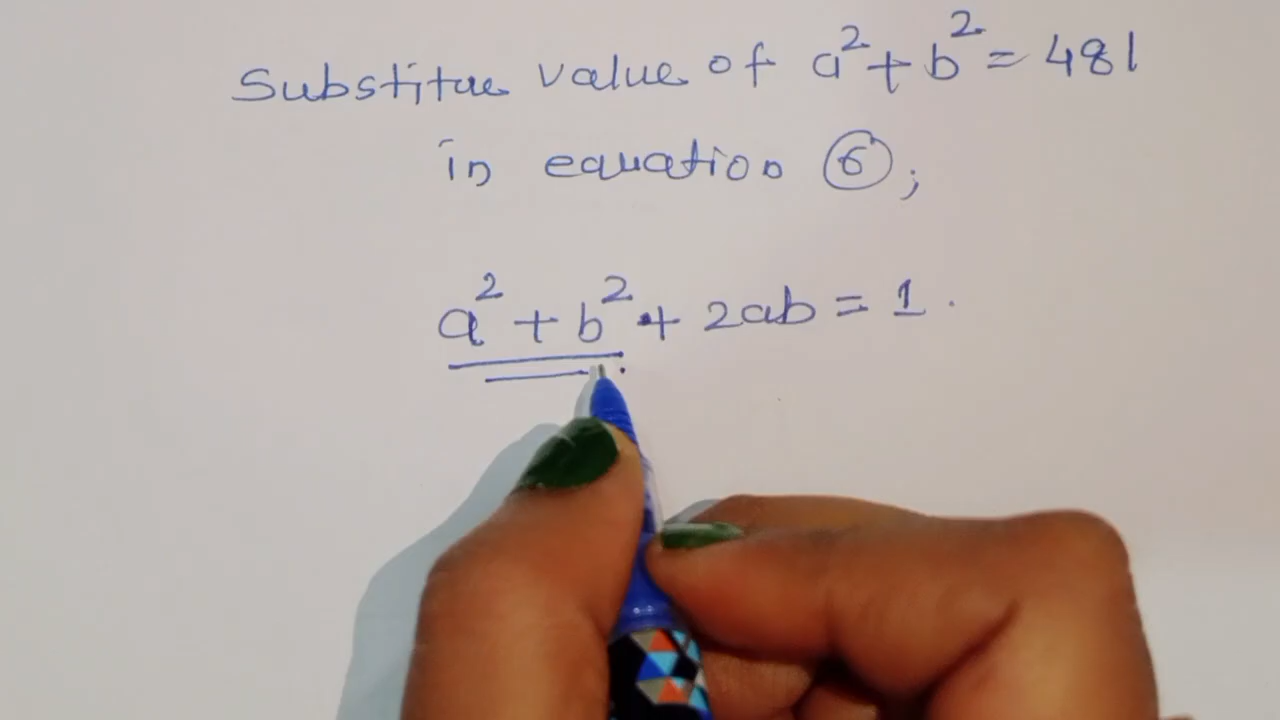 Substitue value of a² + b² = 481
in equation ⑥;
a² + b² + 2ab = 1.